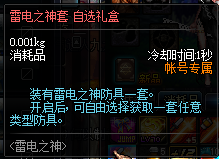 雷电之神套 自选礼盒
0.001kg
冷却时间:1秒
消耗品
帐号专属
装有雷电之神防具一套。
开启后,可自由选择获取一套任意
类型防具。
<雷电之神>